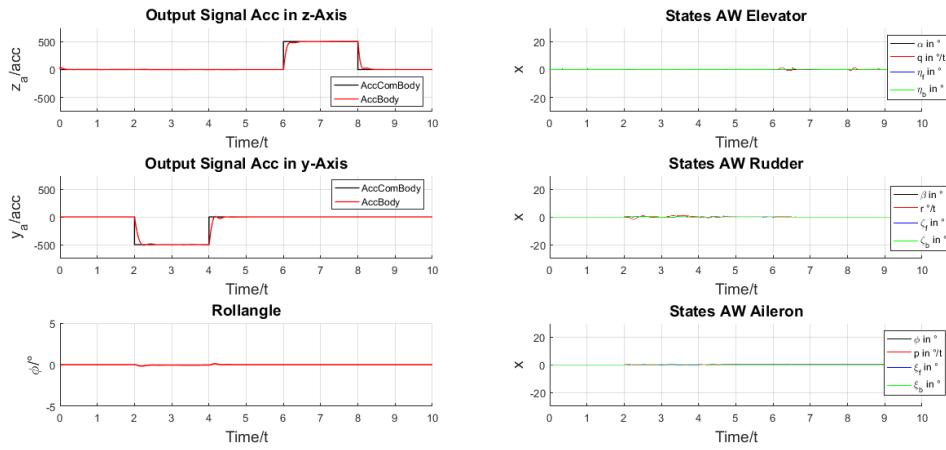 Output Signal Acc in z-Axis
z_a/acc
500
0
-500
AccComBody
AccBody
0 1 2 3 4 5 6 7 8 9 10
Time/t
States AW Elevator
x
20
0
-20
α in °
q in °/t
η_f in °
η_b in °
0 1 2 3 4 5 6 7 8 9 10
Time/t
Output Signal Acc in y-Axis
y_a/acc
500
0
-500
AccComBody
AccBody
0 1 2 3 4 5 6 7 8 9 10
Time/t
States AW Rudder
x
20
0
-20
β in °
r °/t
ζ_f in °
ζ_b in °
0 1 2 3 4 5 6 7 8 9 10
Time/t
Rollangle
ϕ/°
5
0
-5
0 1 2 3 4 5 6 7 8 9 10
Time/t
States AW Aileron
x
20
0
-20
ϕ in °
p in °/t
ξ_f in °
ξ_b in °
0 1 2 3 4 5 6 7 8 9 10
Time/t